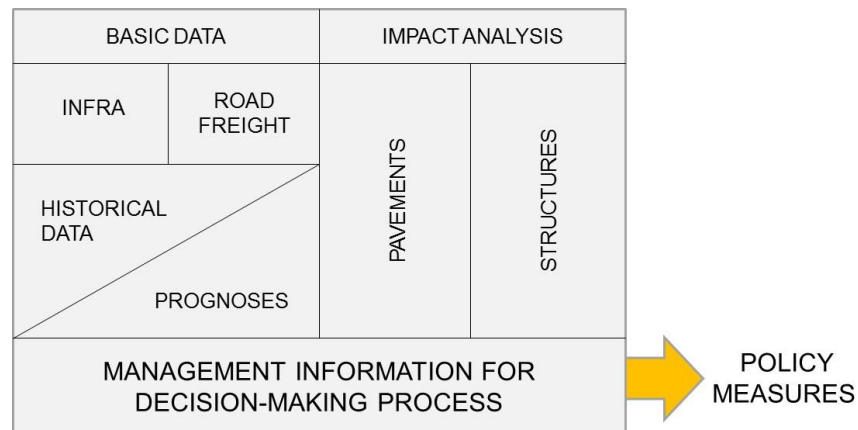 BASIC DATA
IMPACT ANALYSIS
INFRA
ROAD
FREIGHT
HISTORICAL
DATA
PROGNOSES
PAVEMENTS
STRUCTURES
MANAGEMENT INFORMATION FOR
DECISION-MAKING PROCESS
POLICY
MEASURES